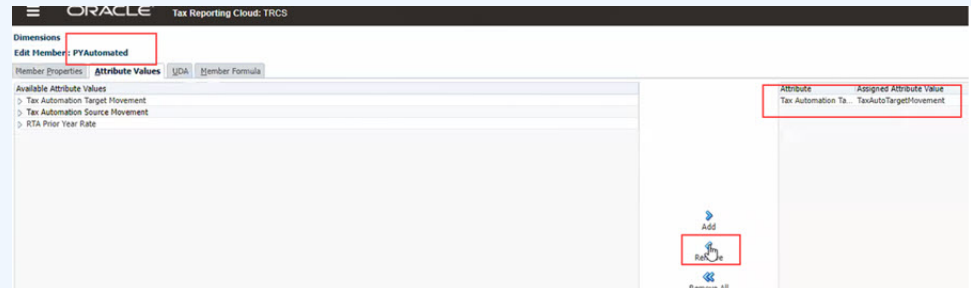 ORACLE Tax Reporting Cloud: TRCS
Dimensions
Edit Member : PYAutomated
Member Properties Attribute Values UDA Member Formula
Available Attribute Values Attribute Assigned Attribute Value
Tax Automation Target Movement Tax Automation Ta... TaxAutoTargetMovement
Tax Automation Source Movement
RTA Prior Year Rate
Add
Remove All